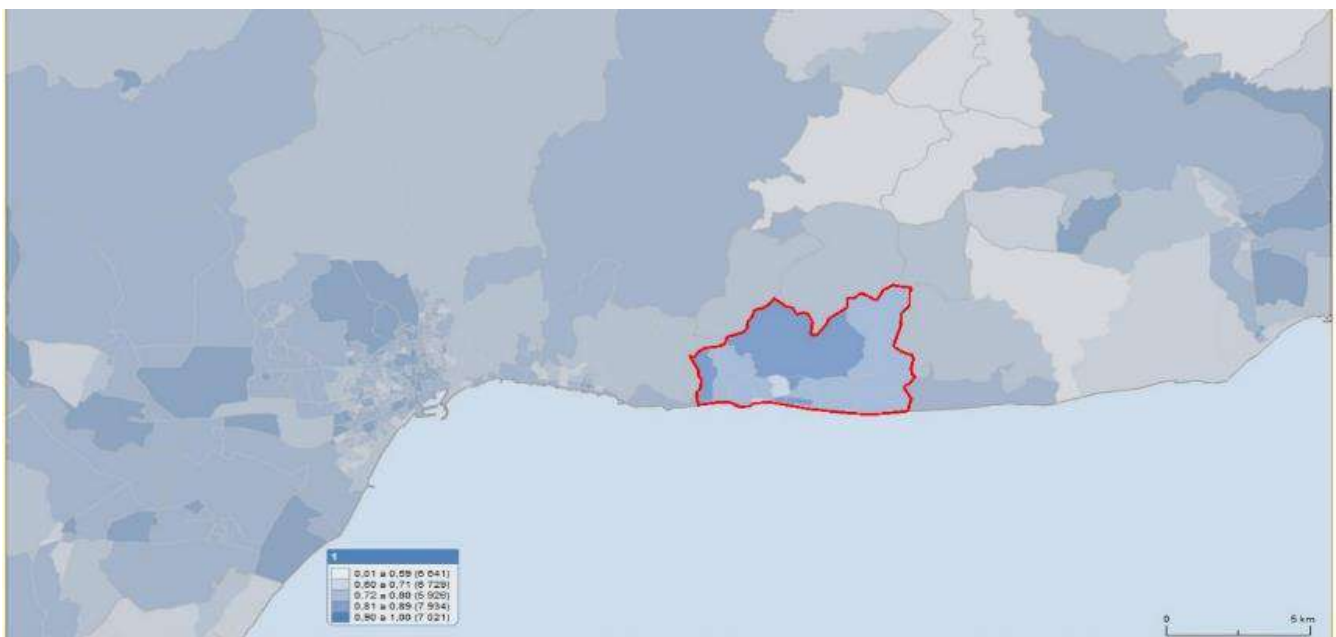 1
0,01 a 0,59 (6 641)
0,60 a 0,71 (6 729)
0,72 a 0,80 (5 926)
0,81 a 0,89 (7 934)
0,90 a 1,00 (7 021)
0 5 km